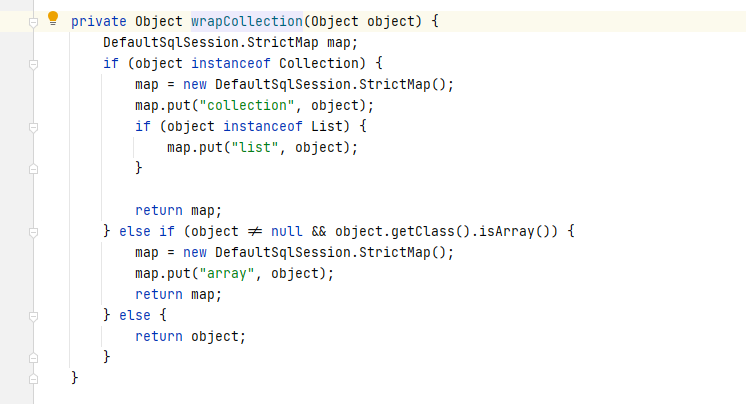 private Object wrapCollection(Object object) {
    DefaultSqlSession.StrictMap map;
    if (object instanceof Collection) {
        map = new DefaultSqlSession.StrictMap();
        map.put("collection", object);
        if (object instanceof List) {
            map.put("list", object);
        }

        return map;
    } else if (object != null && object.getClass().isArray()) {
        map = new DefaultSqlSession.StrictMap();
        map.put("array", object);
        return map;
    } else {
        return object;
    }
}